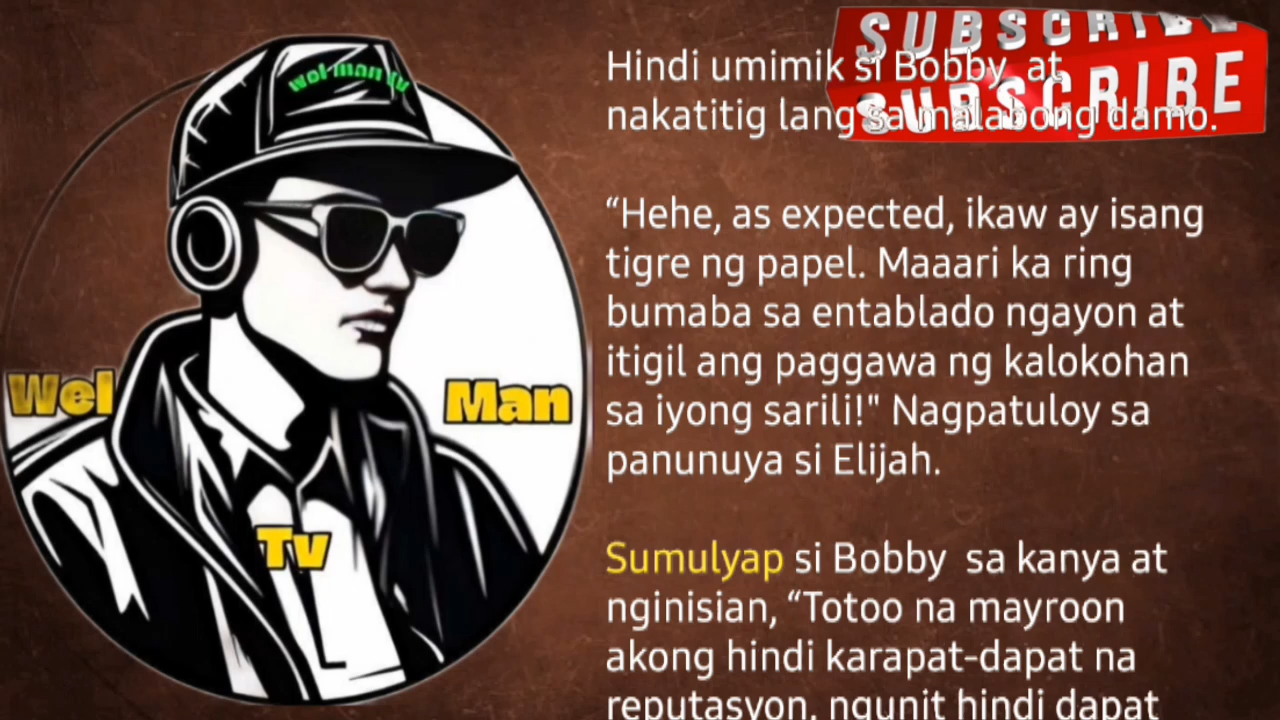 wel man tv
Wel
Man
Tv
SUBSCRIBE
SUBSCRIBE
Hindi umimik si Bobby at
nakatitig lang sa malabong damo.
“Hehe, as expected, ikaw ay isang
tigre ng papel. Maaari ka ring
bumaba sa entablado ngayon at
itigil ang paggawa ng kalokohan
sa iyong sarili!" Nagpatuloy sa
panunuya si Elijah.
Sumulyap si Bobby sa kanya at
nginisian, “Totoo na mayroon
akong hindi karapat-dapat na
reputasyon, ngunit hindi dapat